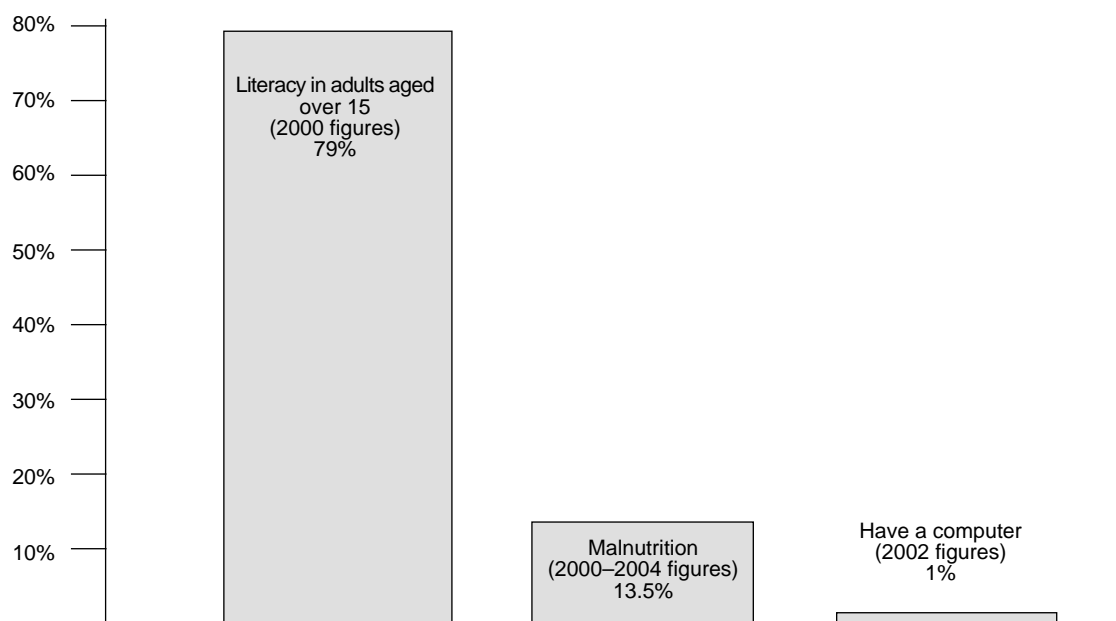 80%
70%
60%
50%
40%
30%
20%
10%
Literacy in adults aged
over 15
(2000 figures)
79%
Malnutrition
(2000–2004 figures)
13.5%
Have a computer
(2002 figures)
1%